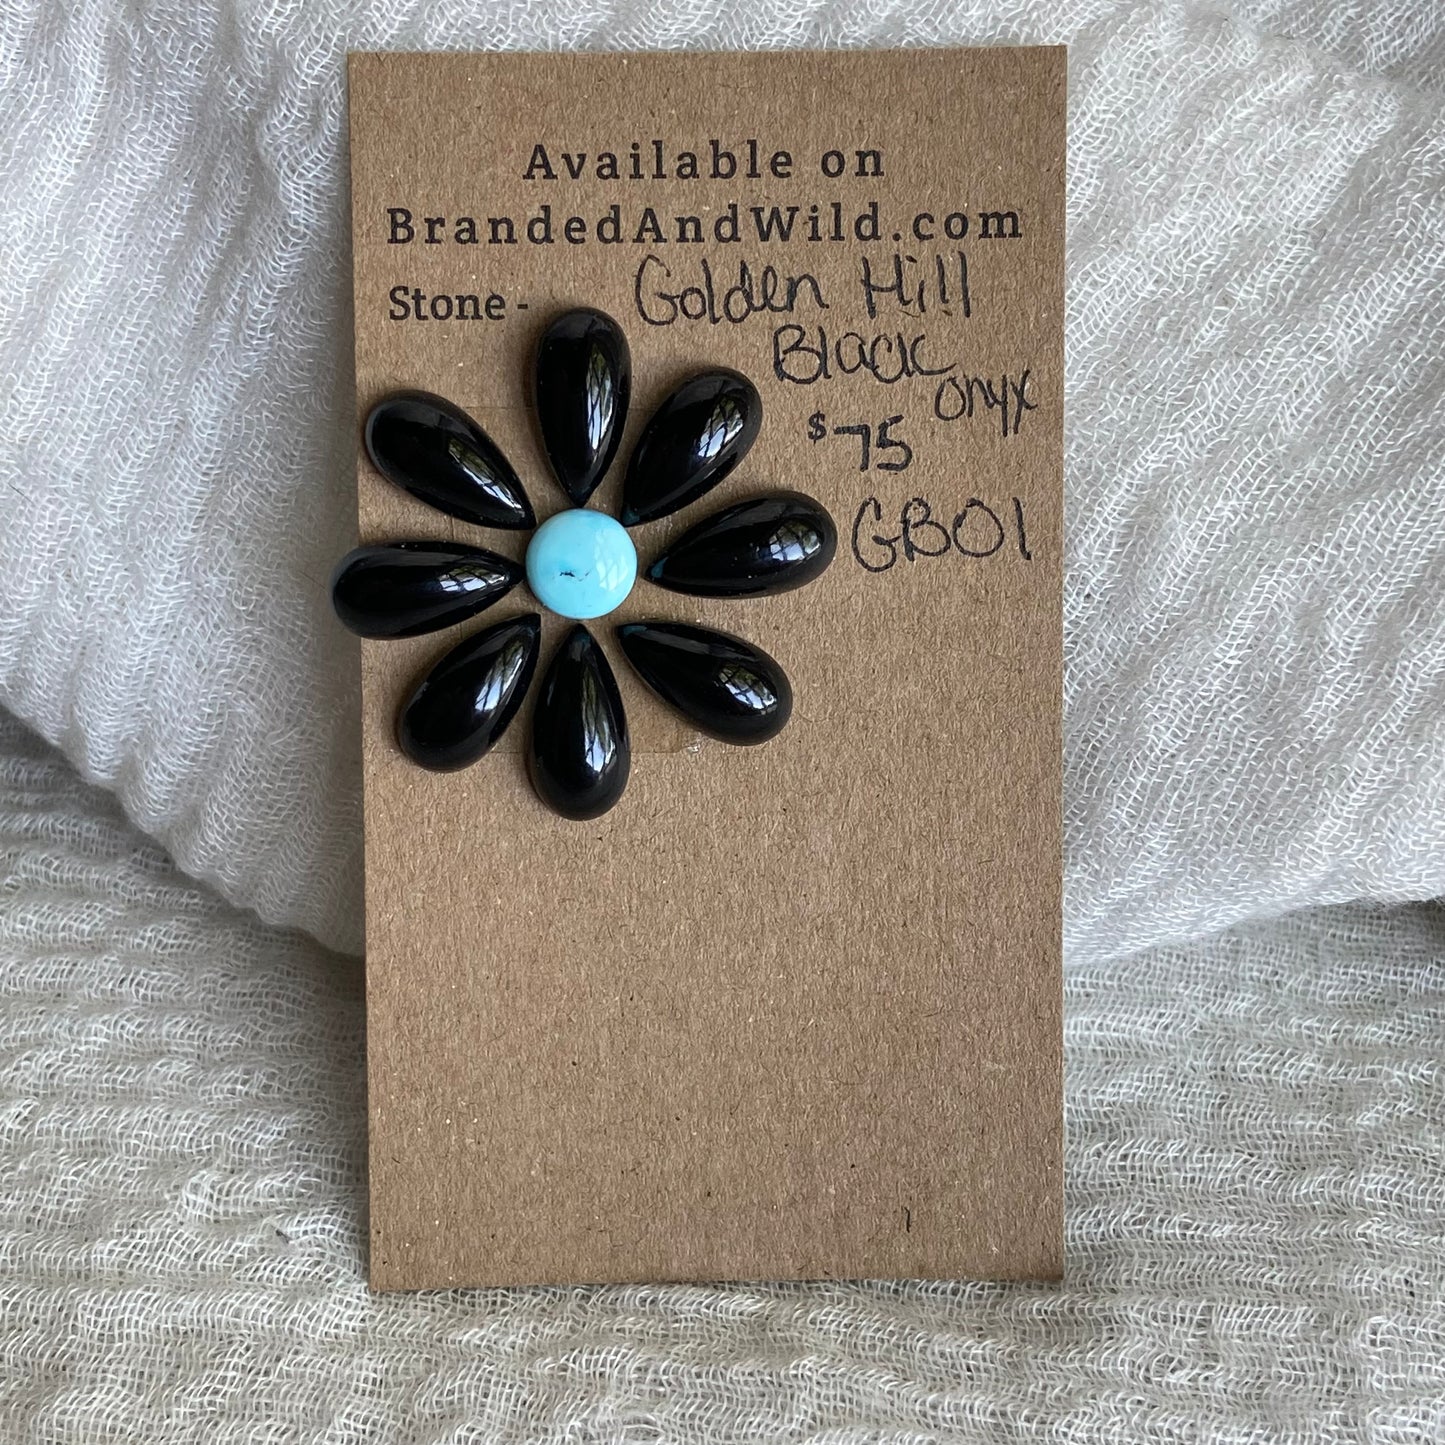 Available on
BrandedAndWild.com
Stone - Golden Hill
Black
onyx
$75
GB01